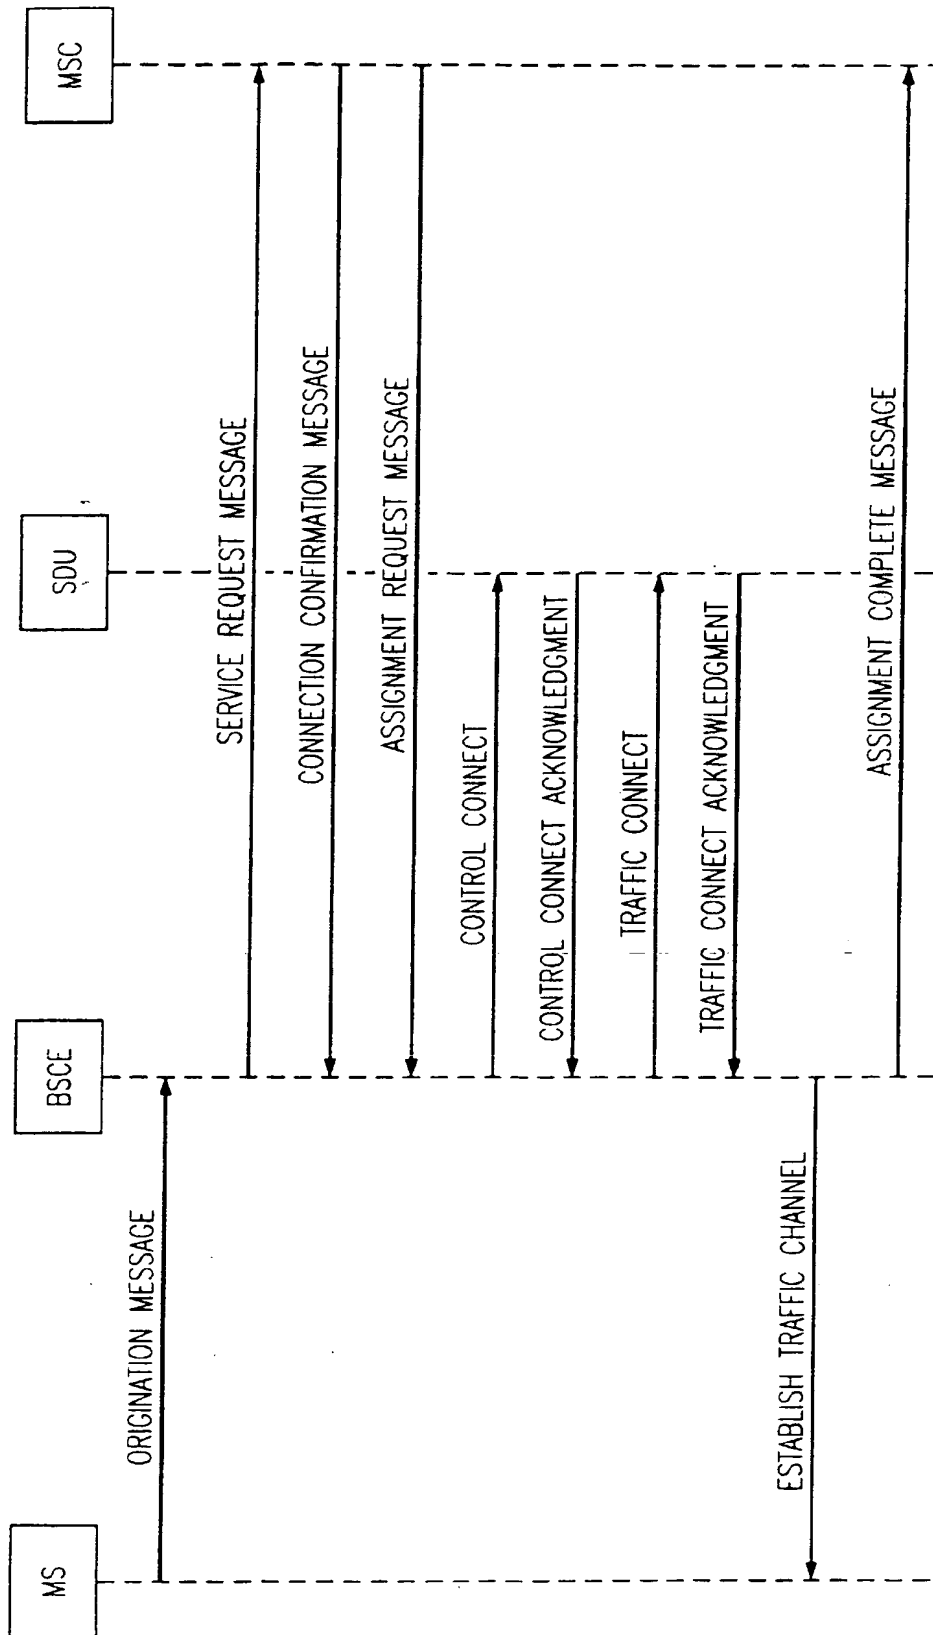 MS
BSCE
SDU
MSC
ORIGINATION MESSAGE
SERVICE REQUEST MESSAGE
CONNECTION CONFIRMATION MESSAGE
ASSIGNMENT REQUEST MESSAGE
CONTROL CONNECT
CONTROL CONNECT ACKNOWLEDGMENT
TRAFFIC CONNECT
TRAFFIC CONNECT ACKNOWLEDGMENT
ESTABLISH TRAFFIC CHANNEL
ASSIGNMENT COMPLETE MESSAGE